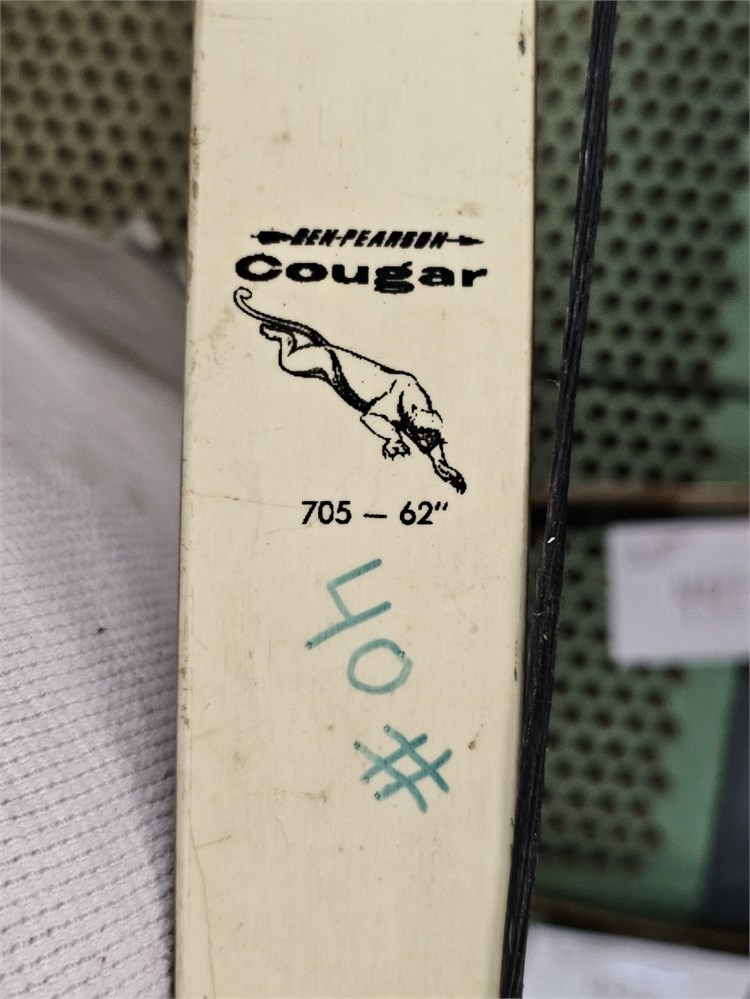 BEN-PEARSON
Cougar
705 — 62"
40#